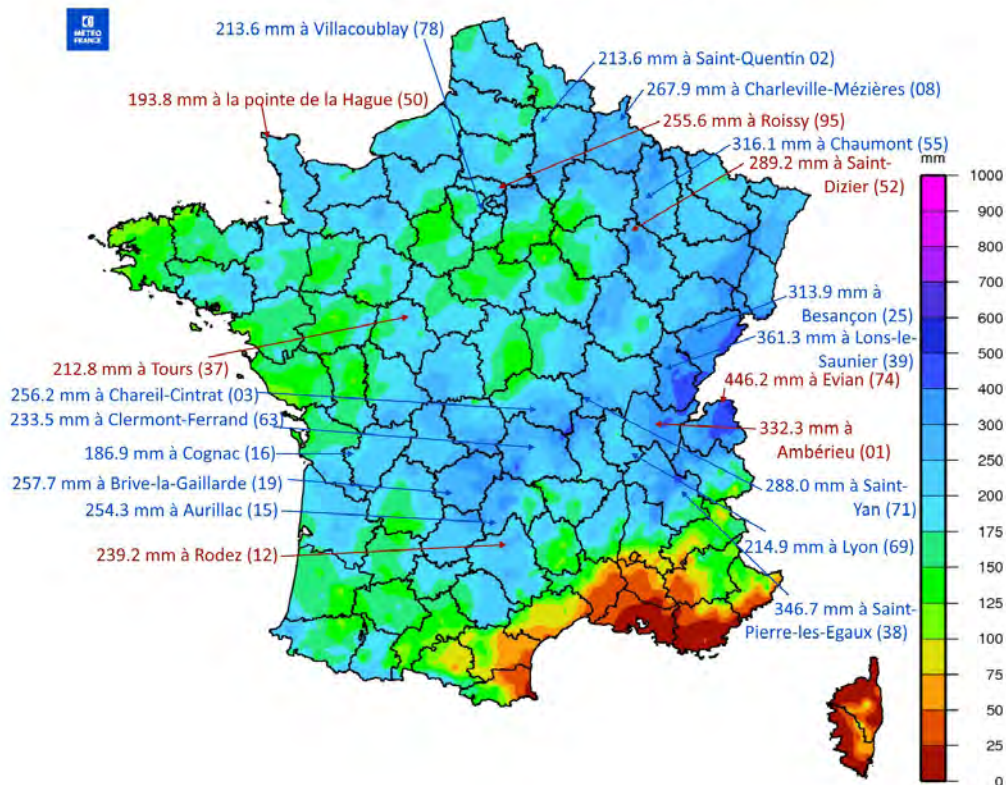 METEO
FRANCE
213.6 mm à Villacoublay (78)
213.6 mm à Saint-Quentin 02)
267.9 mm à Charleville-Mézières (08)
193.8 mm à la pointe de la Hague (50)
255.6 mm à Roissy (95)
316.1 mm à Chaumont (55)
289.2 mm à Saint-
Dizier (52)
313.9 mm à
Besançon (25)
361.3 mm à Lons-le-
Saunier (39)
212.8 mm à Tours (37)
446.2 mm à Evian (74)
256.2 mm à Chareil-Cintrat (03)
233.5 mm à Clermont-Ferrand (63)
332.3 mm à
Ambérieu (01)
186.9 mm à Cognac (16)
257.7 mm à Brive-la-Gaillarde (19)
288.0 mm à Saint-
Yan (71)
254.3 mm à Aurillac (15)
214.9 mm à Lyon (69)
239.2 mm à Rodez (12)
346.7 mm à Saint-
Pierre-les-Egaux (38)
mm
1000
900
800
700
600
500
400
300
250
200
175
150
125
100
75
50
25
0